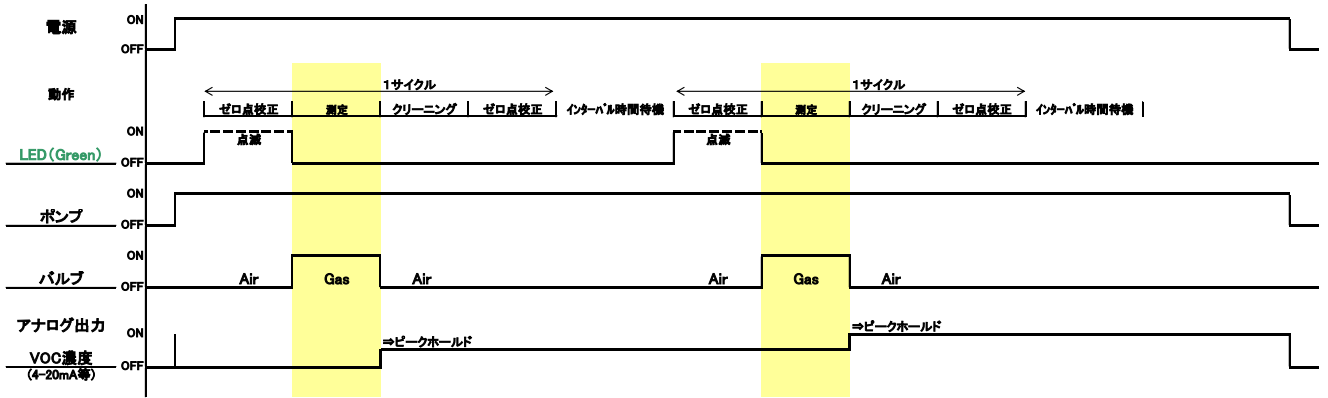 電源
ON
OFF
動作
1サイクル
1サイクル
ゼロ点校正 測定 クリーニング ゼロ点校正 インターバル時間待機 ゼロ点校正 測定 クリーニング ゼロ点校正 インターバル時間待機
ON
点滅
点滅
LED(Green)
OFF
ON
ポンプ
OFF
ON
バルブ
Air Gas Air Air Gas Air
OFF
アナログ出力
ON
⇒ピークホールド
⇒ピークホールド
VOC濃度
OFF
(4-20mA等)